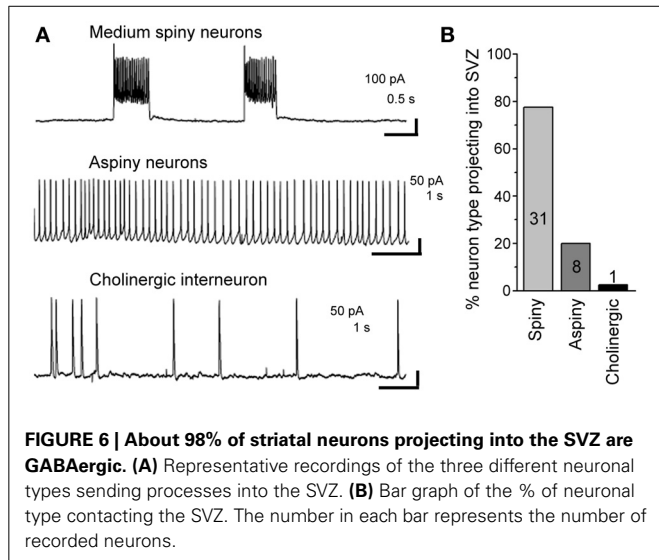 A
Medium spiny neurons
100 pA
0.5 s
Aspiny neurons
50 pA
1 s
Cholinergic interneuron
50 pA
1 s
B
% neuron type projecting into SVZ
100
80
60
40
20
0
31
8
1
Spiny
Aspiny
Cholinergic
FIGURE 6 | About 98% of striatal neurons projecting into the SVZ are
GABAergic. (A) Representative recordings of the three different neuronal
types sending processes into the SVZ. (B) Bar graph of the % of neuronal
type contacting the SVZ. The number in each bar represents the number of
recorded neurons.